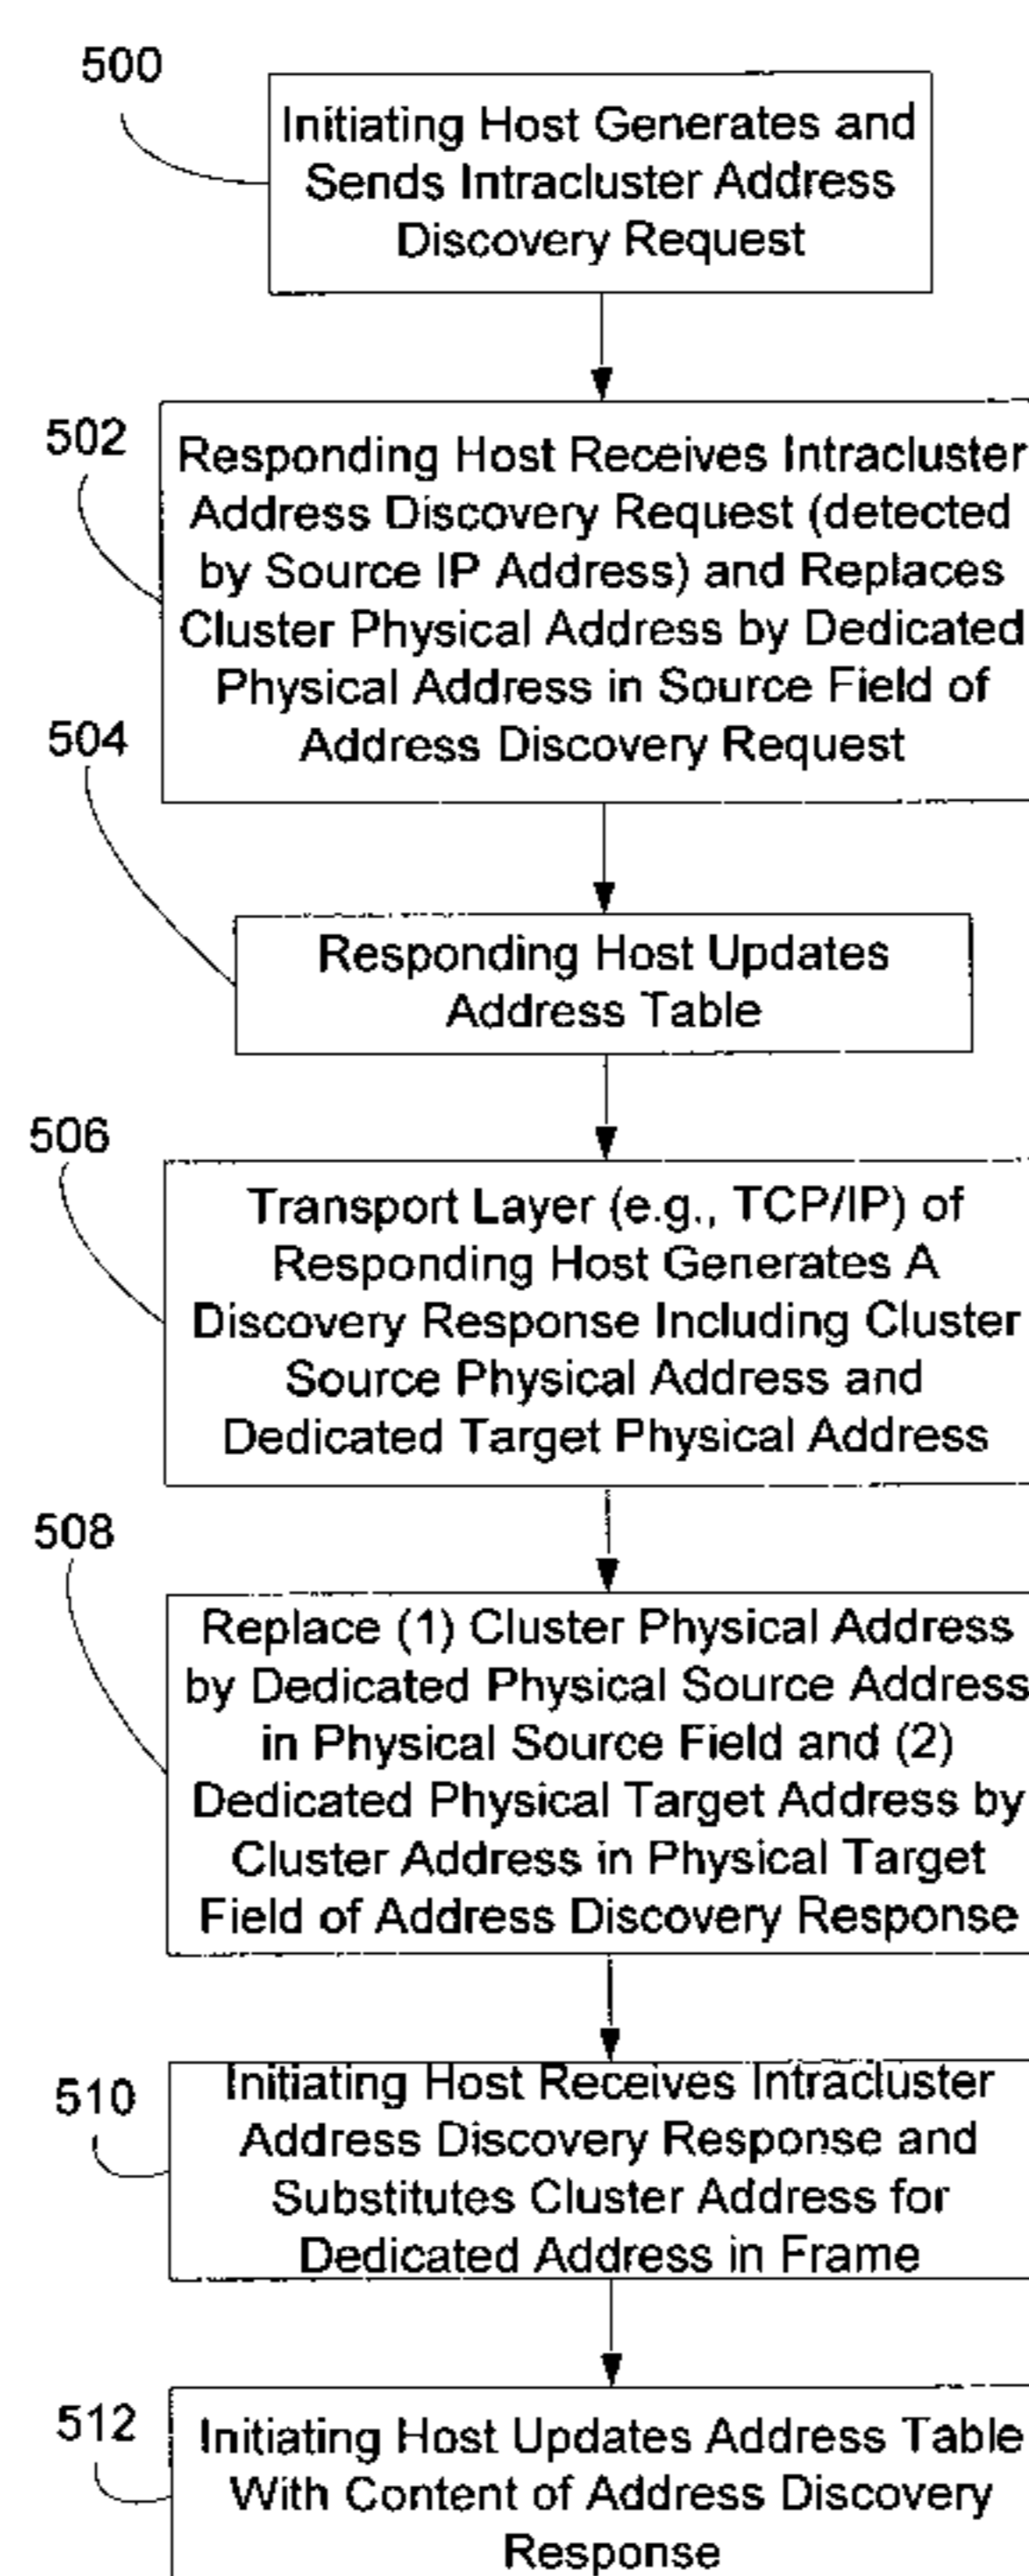 500
Initiating Host Generates and
Sends Intracluster Address
Discovery Request
502
Responding Host Receives Intracluster
Address Discovery Request (detected
by Source IP Address) and Replaces
Cluster Physical Address by Dedicated
Physical Address in Source Field of
Address Discovery Request
504
Responding Host Updates
Address Table
506
Transport Layer (e.g., TCP/IP) of
Responding Host Generates A
Discovery Response Including Cluster
Source Physical Address and
Dedicated Target Physical Address
508
Replace (1) Cluster Physical Address
by Dedicated Physical Source Address
in Physical Source Field and (2)
Dedicated Physical Target Address by
Cluster Address in Physical Target
Field of Address Discovery Response
510
Initiating Host Receives Intracluster
Address Discovery Response and
Substitutes Cluster Address for
Dedicated Address in Frame
512
Initiating Host Updates Address Table
With Content of Address Discovery
Response